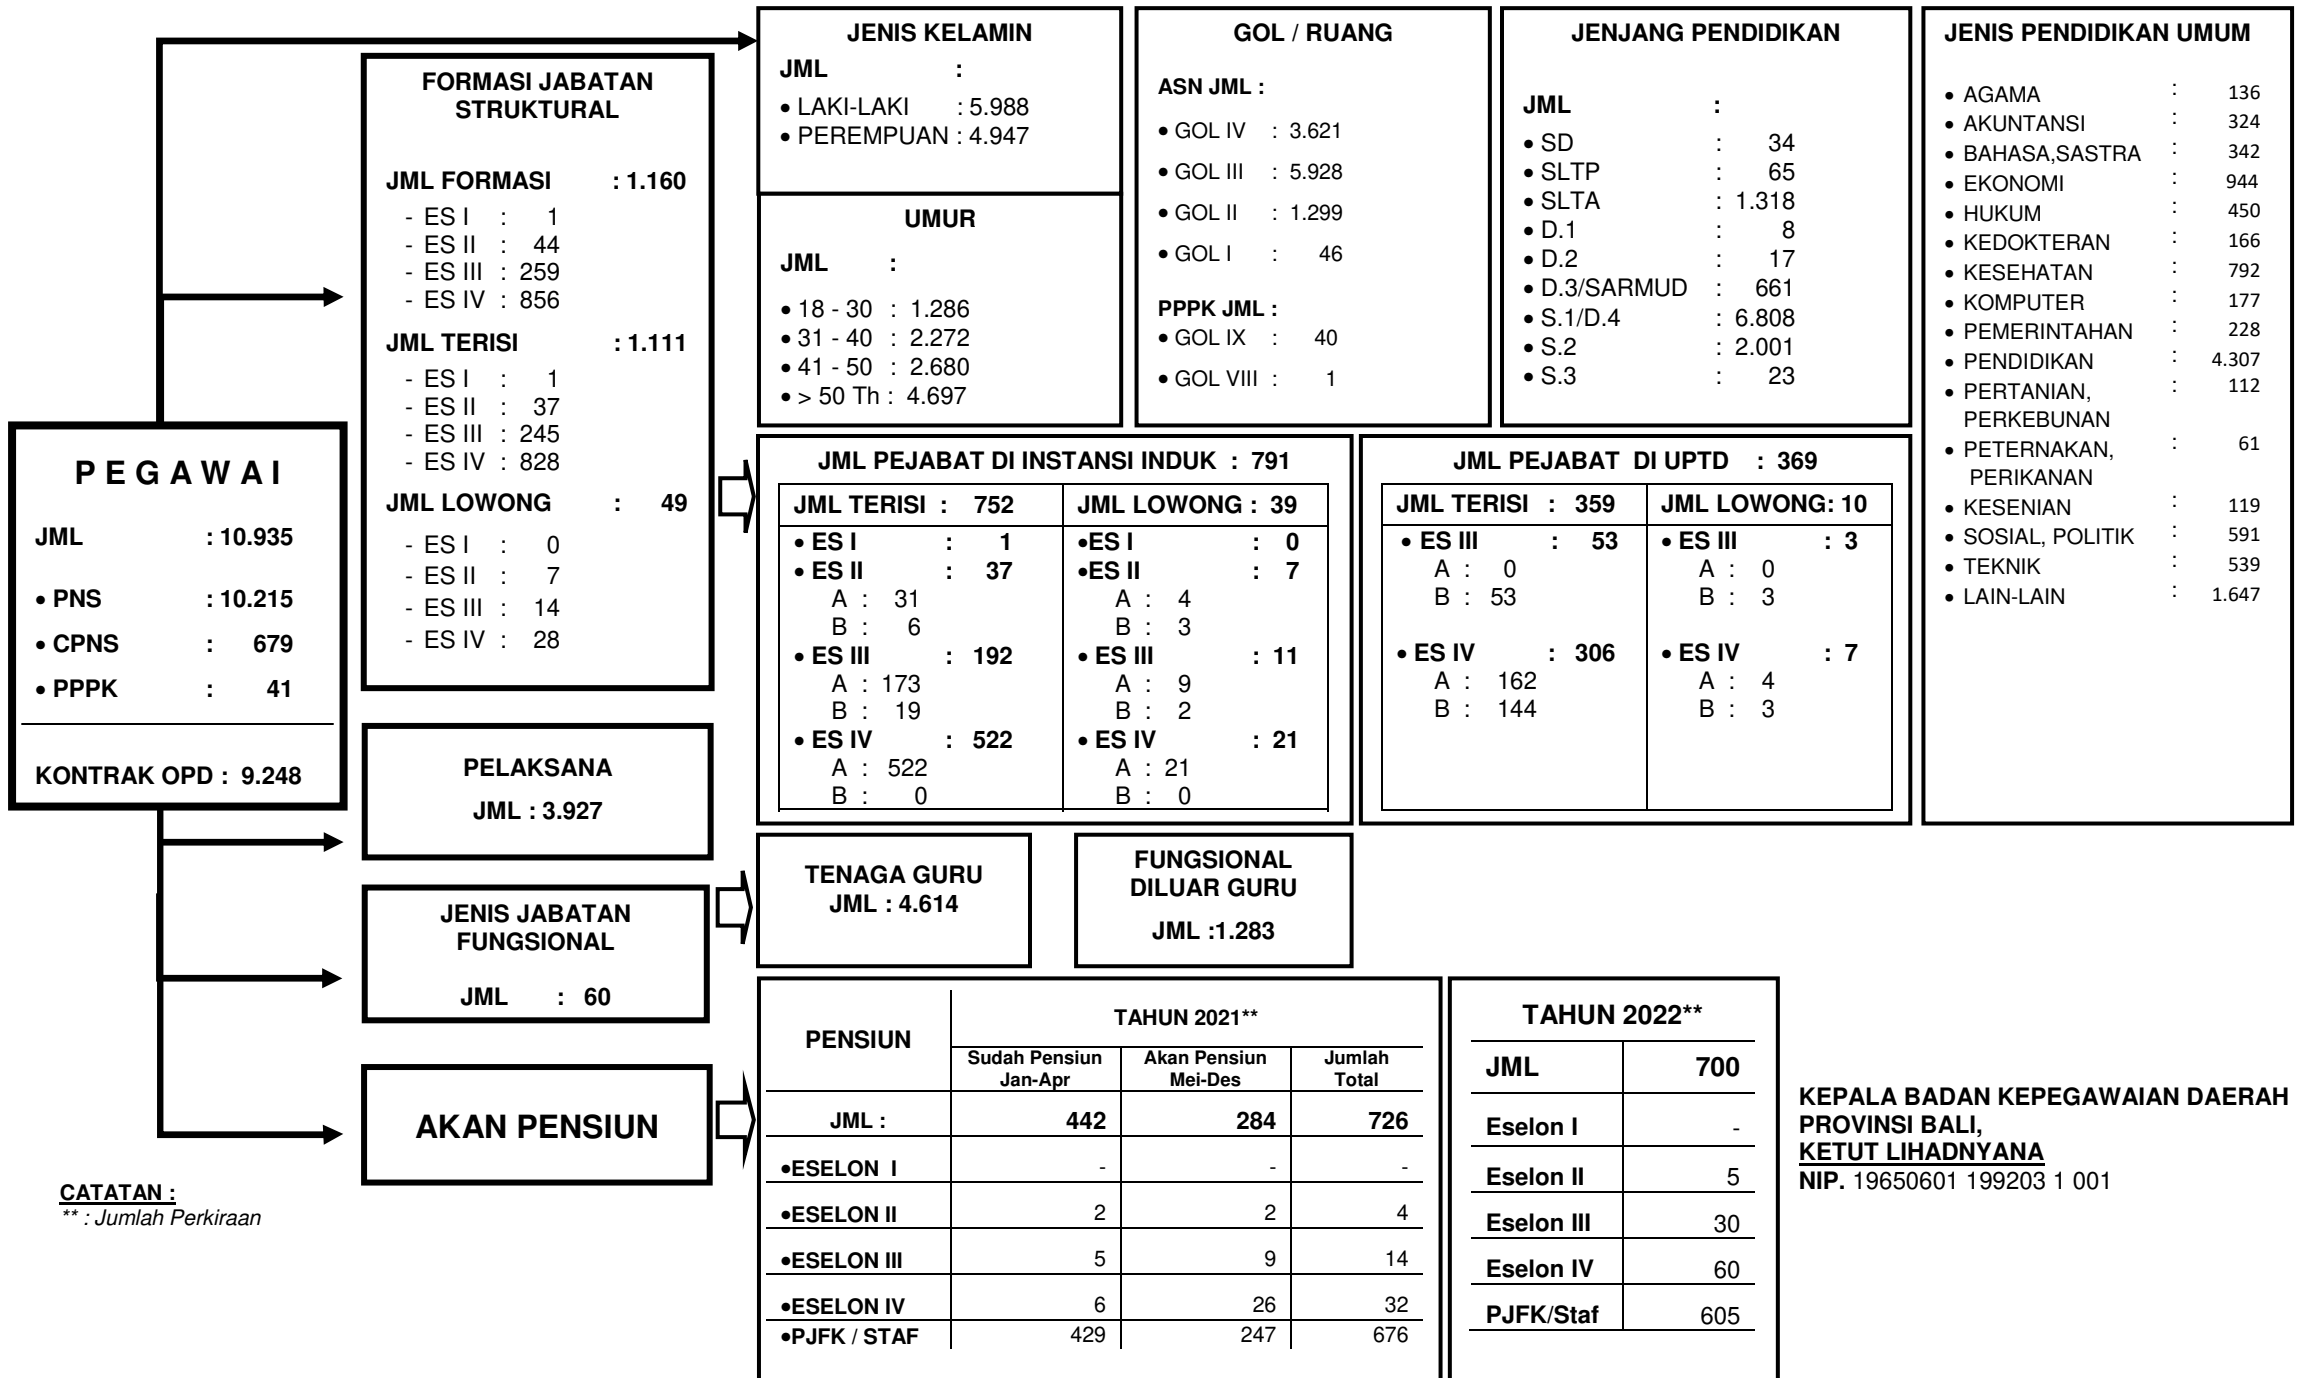 PEGAWAI
JML : 10.935
• PNS : 10.215
• CPNS : 679
• PPPK : 41
KONTRAK OPD : 9.248
FORMASI JABATAN
STRUKTURAL
JML FORMASI : 1.160
- ES I : 1
- ES II : 44
- ES III : 259
- ES IV : 856
JML TERISI : 1.111
- ES I : 1
- ES II : 37
- ES III : 245
- ES IV : 828
JML LOWONG : 49
- ES I : 0
- ES II : 7
- ES III : 14
- ES IV : 28
PELAKSANA
JML : 3.927
JENIS JABATAN
FUNGSIONAL
JML : 60
AKAN PENSIUN
JENIS KELAMIN
JML :
• LAKI-LAKI : 5.988
• PEREMPUAN : 4.947
UMUR
JML :
• 18 - 30 : 1.286
• 31 - 40 : 2.272
• 41 - 50 : 2.680
• > 50 Th : 4.697
GOL / RUANG
ASN JML :
• GOL IV : 3.621
• GOL III : 5.928
• GOL II : 1.299
• GOL I : 46
PPPK JML :
• GOL IX : 40
• GOL VIII : 1
JENJANG PENDIDIKAN
JML :
• SD : 34
• SLTP : 65
• SLTA : 1.318
• D.1 : 8
• D.2 : 17
• D.3/SARMUD : 661
• S.1/D.4 : 6.808
• S.2 : 2.001
• S.3 : 23
JENIS PENDIDIKAN UMUM
• AGAMA : 136
• AKUNTANSI : 324
• BAHASA,SASTRA : 342
• EKONOMI : 944
• HUKUM : 450
• KEDOKTERAN : 166
• KESEHATAN : 792
• KOMPUTER : 177
• PEMERINTAHAN : 228
• PENDIDIKAN : 4.307
• PERTANIAN, : 112
PERKEBUNAN
• PETERNAKAN, : 61
PERIKANAN
• KESENIAN : 119
• SOSIAL, POLITIK : 591
• TEKNIK : 539
• LAIN-LAIN : 1.647
JML PEJABAT DI INSTANSI INDUK : 791
JML TERISI : 752
• ES I : 1
• ES II : 37
A : 31
B : 6
• ES III : 192
A : 173
B : 19
• ES IV : 522
A : 522
B : 0
JML LOWONG : 39
•ES I : 0
•ES II : 7
A : 4
B : 3
• ES III : 11
A : 9
B : 2
• ES IV : 21
A : 21
B : 0
JML PEJABAT DI UPTD : 369
JML TERISI : 359
• ES III : 53
A : 0
B : 53
• ES IV : 306
A : 162
B : 144
JML LOWONG: 10
• ES III : 3
A : 0
B : 3
• ES IV : 7
A : 4
B : 3
TENAGA GURU
JML : 4.614
FUNGSIONAL
DILUAR GURU
JML :1.283
PENSIUN
TAHUN 2021**
Sudah Pensiun Akan Pensiun Jumlah
Jan-Apr Mei-Des Total
JML : 442 284 726
•ESELON I - - -
•ESELON II 2 2 4
•ESELON III 5 9 14
•ESELON IV 6 26 32
•PJFK / STAF 429 247 676
TAHUN 2022**
JML 700
Eselon I -
Eselon II 5
Eselon III 30
Eselon IV 60
PJFK/Staf 605
KEPALA BADAN KEPEGAWAIAN DAERAH
PROVINSI BALI,
KETUT LIHADNYANA
NIP. 19650601 199203 1 001
CATATAN :
** : Jumlah Perkiraan